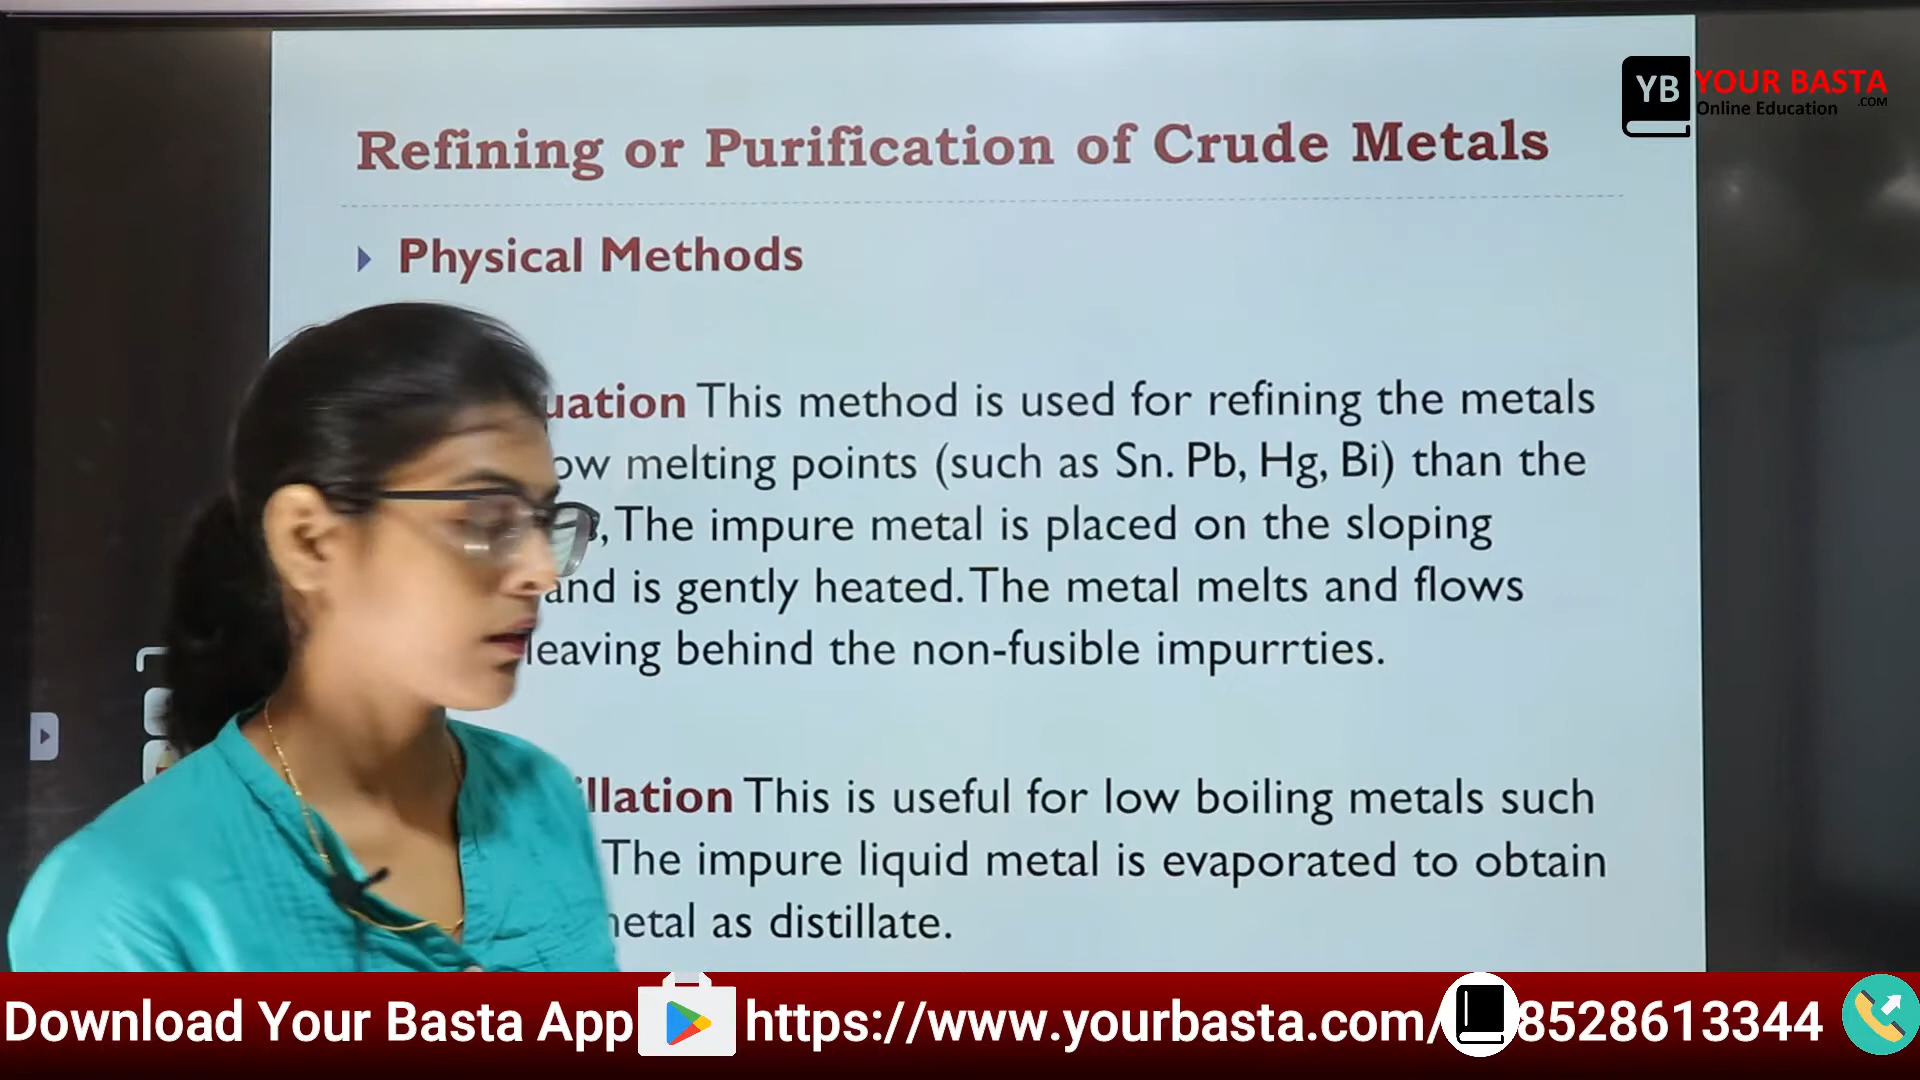 YB YOUR BASTA
.COM
Online Education
Refining or Purification of Crude Metals
Physical Methods
This method is used for refining the metals
melting points (such as Sn. Pb, Hg, Bi) than the
The impure metal is placed on the sloping
and is gently heated. The metal melts and flows
leaving behind the non-fusible impurrties.
This is useful for low boiling metals such
The impure liquid metal is evaporated to obtain
as distillate.
Download Your Basta App https://www.yourbasta.com/ 8528613344